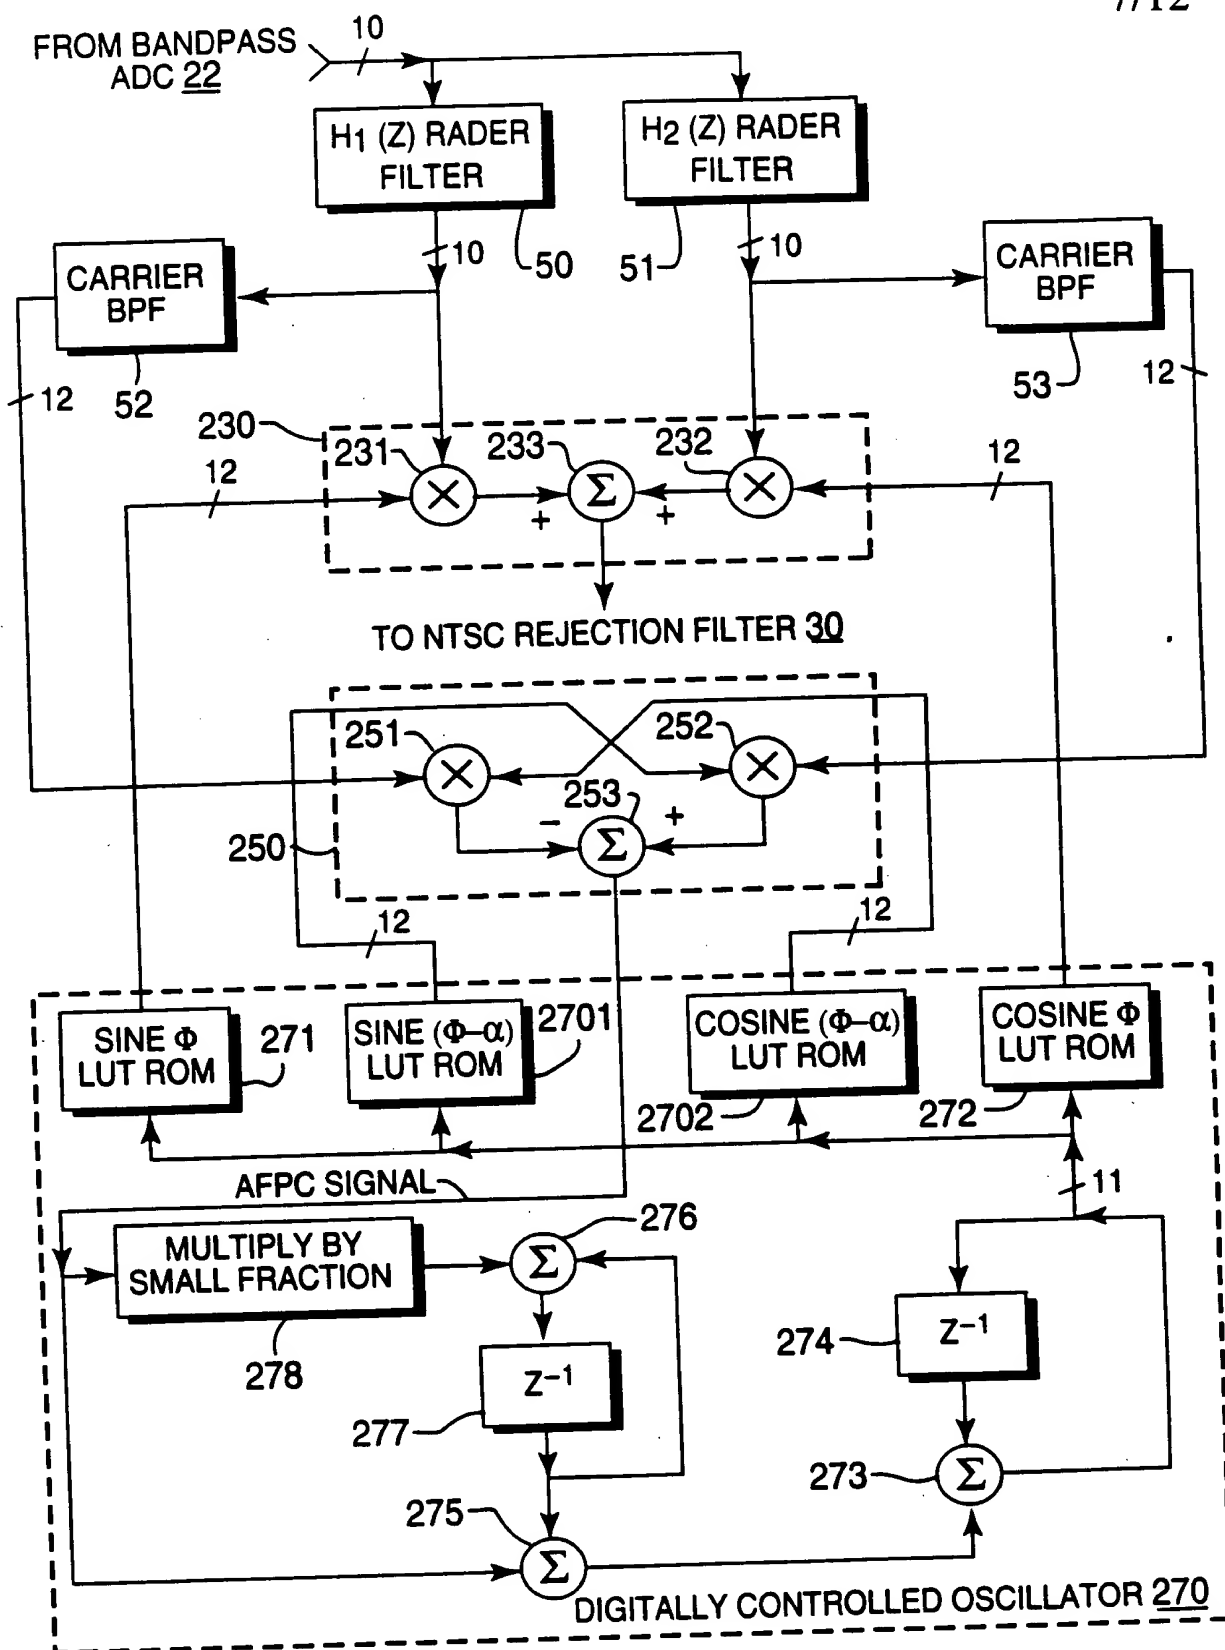 7/12
FROM BANDPASS
ADC 22
10
H1 (Z) RADER
FILTER
H2 (Z) RADER
FILTER
10
50
51
10
CARRIER
BPF
CARRIER
BPF
12
52
53
12
230
231
233
232
12
12
×
Σ
×
+
+
TO NTSC REJECTION FILTER 30
251
252
×
×
253
250
−
+
Σ
12
12
SINE Φ
LUT ROM
271
SINE (Φ–α)
LUT ROM
2701
COSINE (Φ–α)
LUT ROM
COSINE Φ
LUT ROM
2702
272
AFPC SIGNAL
11
MULTIPLY BY
SMALL FRACTION
276
Σ
278
Z⁻¹
277
274
Z⁻¹
273
Σ
275
Σ
DIGITALLY CONTROLLED OSCILLATOR 270